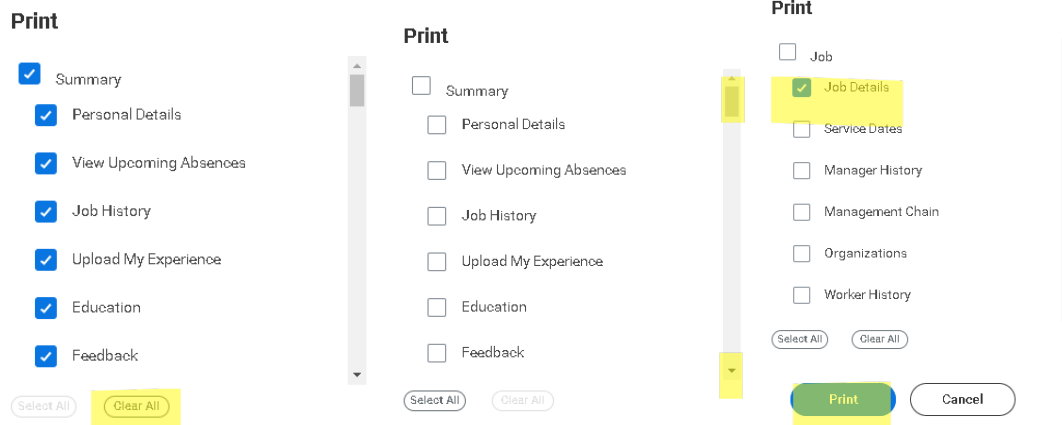 Print
Summary
Personal Details
View Upcoming Absences
Job History
Upload My Experience
Education
Feedback
Select All Clear All
Print
Summary
Personal Details
View Upcoming Absences
Job History
Upload My Experience
Education
Feedback
Select All Clear All
Print
Job
Job Details
Service Dates
Manager History
Management Chain
Organizations
Worker History
Select All Clear All
Print Cancel